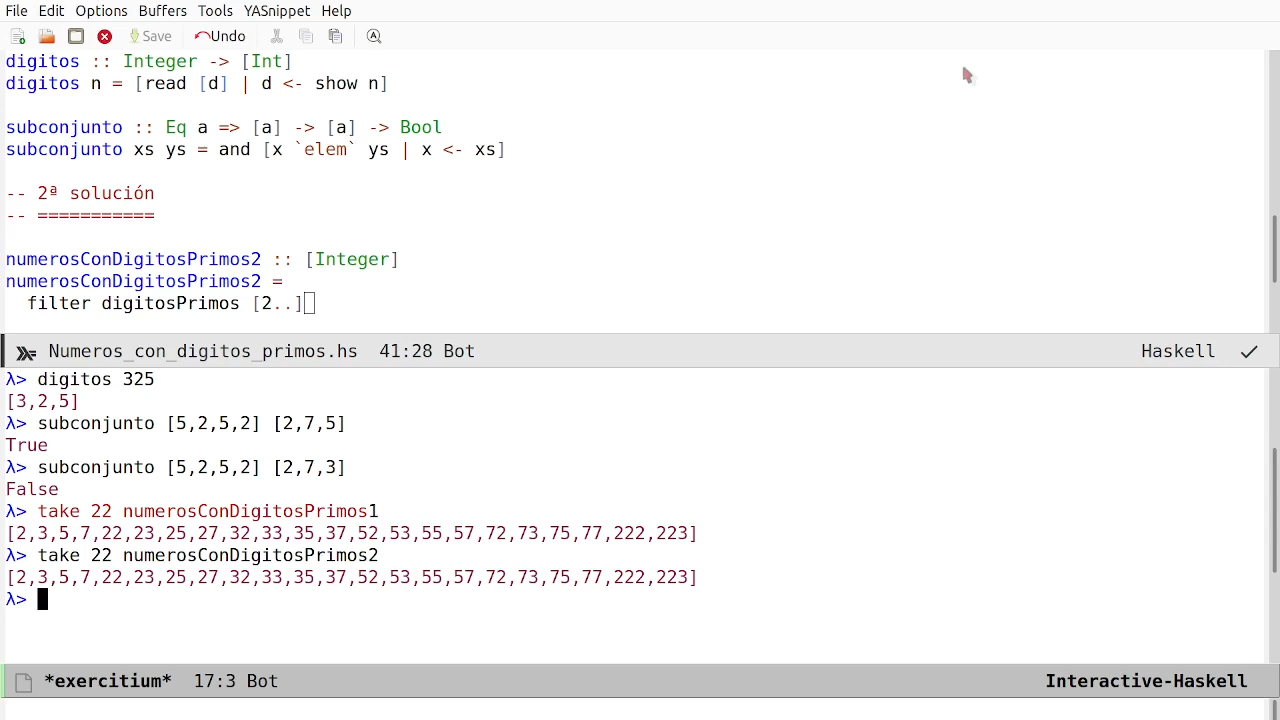 File Edit Options Buffers Tools YASnippet Help
Save Undo
digitos :: Integer -> [Int]
digitos n = [read [d] | d <- show n]
subconjunto :: Eq a => [a] -> [a] -> Bool
subconjunto xs ys = and [x `elem` ys | x <- xs]
-- 2ª solución
-- ===========
numerosConDigitosPrimos2 :: [Integer]
numerosConDigitosPrimos2 =
filter digitosPrimos [2..]
Numeros_con_digitos_primos.hs 41:28 Bot Haskell
λ> digitos 325
[3,2,5]
λ> subconjunto [5,2,5,2] [2,7,5]
True
λ> subconjunto [5,2,5,2] [2,7,3]
False
λ> take 22 numerosConDigitosPrimos1
[2,3,5,7,22,23,25,27,32,33,35,37,52,53,55,57,72,73,75,77,222,223]
λ> take 22 numerosConDigitosPrimos2
[2,3,5,7,22,23,25,27,32,33,35,37,52,53,55,57,72,73,75,77,222,223]
λ>
*exercitium* 17:3 Bot Interactive-Haskell